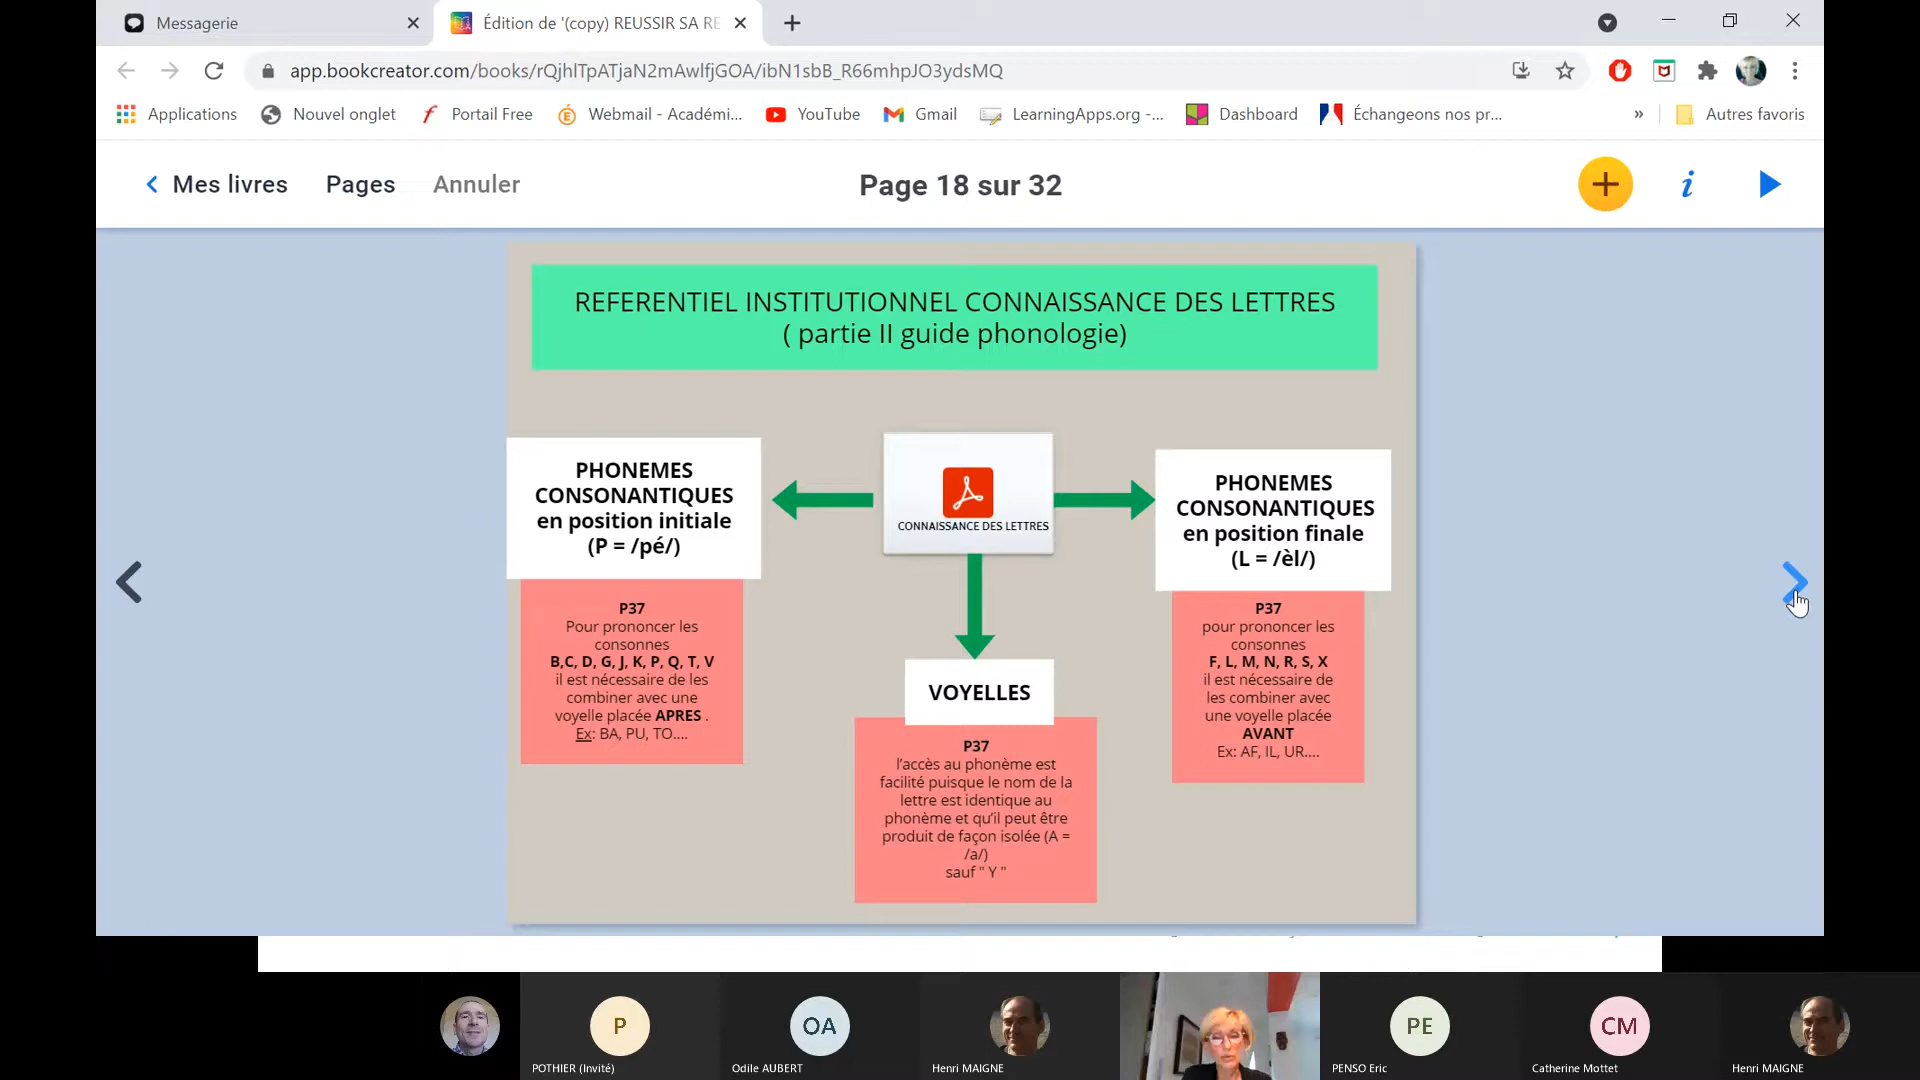 Messagerie
Édition de '(copy) REUSSIR SA RE
app.bookcreator.com/books/rQjhlTpATjaN2mAwlfjGOA/ibN1sbB_R66mhpJO3ydsMQ
Applications
Nouvel onglet
Portail Free
Webmail - Académi...
YouTube
Gmail
LearningApps.org -...
Dashboard
Échangeons nos pr...
»
Autres favoris
Mes livres
Pages
Annuler
Page 18 sur 32
REFERENTIEL INSTITUTIONNEL CONNAISSANCE DES LETTRES
( partie II guide phonologie)
PHONEMES
CONSONANTIQUES
en position initiale
(P = /pé/)
P37
Pour prononcer les
consonnes
B,C, D, G, J, K, P, Q, T, V
il est nécessaire de les
combiner avec une
voyelle placée APRES .
Ex: BA, PU, TO....
CONNAISSANCE DES LETTRES
VOYELLES
P37
l'accès au phonème est
facilité puisque le nom de la
lettre est identique au
phonème et qu'il peut être
produit de façon isolée (A =
/a/)
sauf " Y "
PHONEMES
CONSONANTIQUES
en position finale
(L = /èl/)
P37
pour prononcer les
consonnes
F, L, M, N, R, S, X
il est nécessaire de
les combiner avec
une voyelle placée
AVANT
Ex: AF, IL, UR....
P
POTHIER (Invité)
OA
Odile AUBERT
Henri MAIGNE
PE
PENSO Eric
CM
Catherine Mottet
Henri MAIGNE